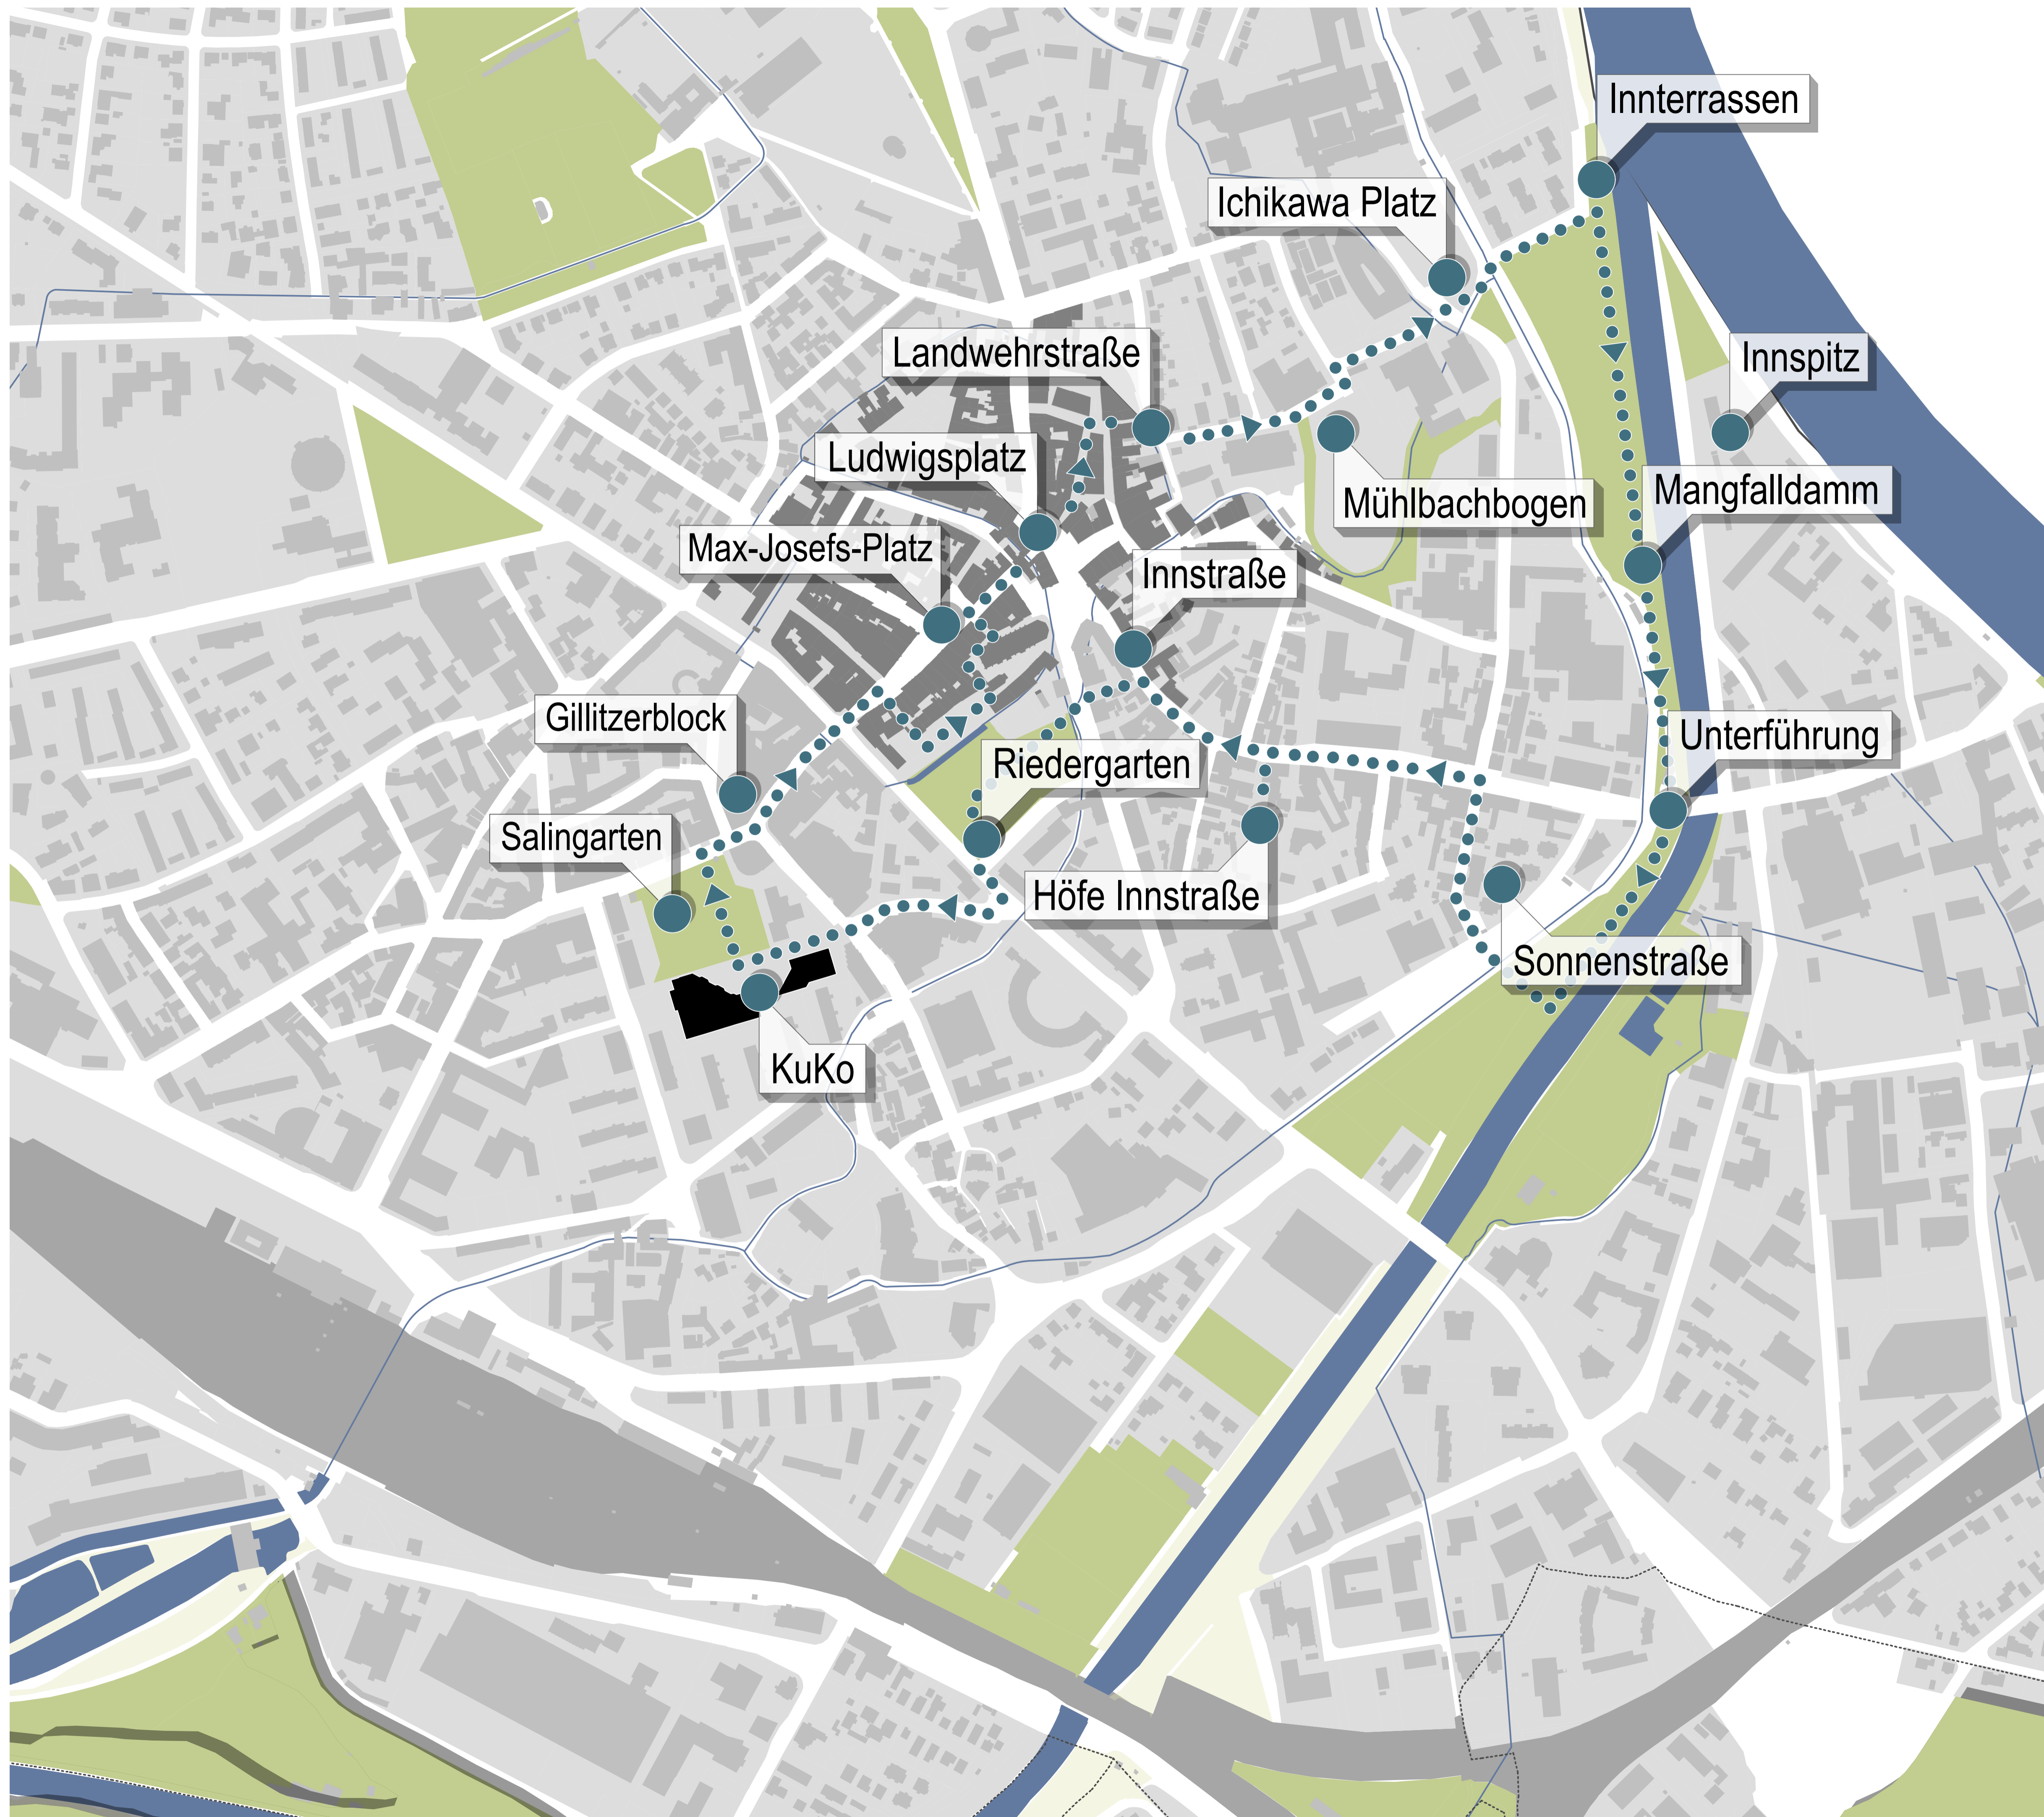 Innterrassen
Ichikawa Platz
Landwehrstraße
Innspitz
Ludwigsplatz
Mühlbachbogen
Mangfalldamm
Max-Josefs-Platz
Innstraße
Gillitzerblock
Riedergarten
Unterführung
Salingarten
Höfe Innstraße
Sonnenstraße
KuKo